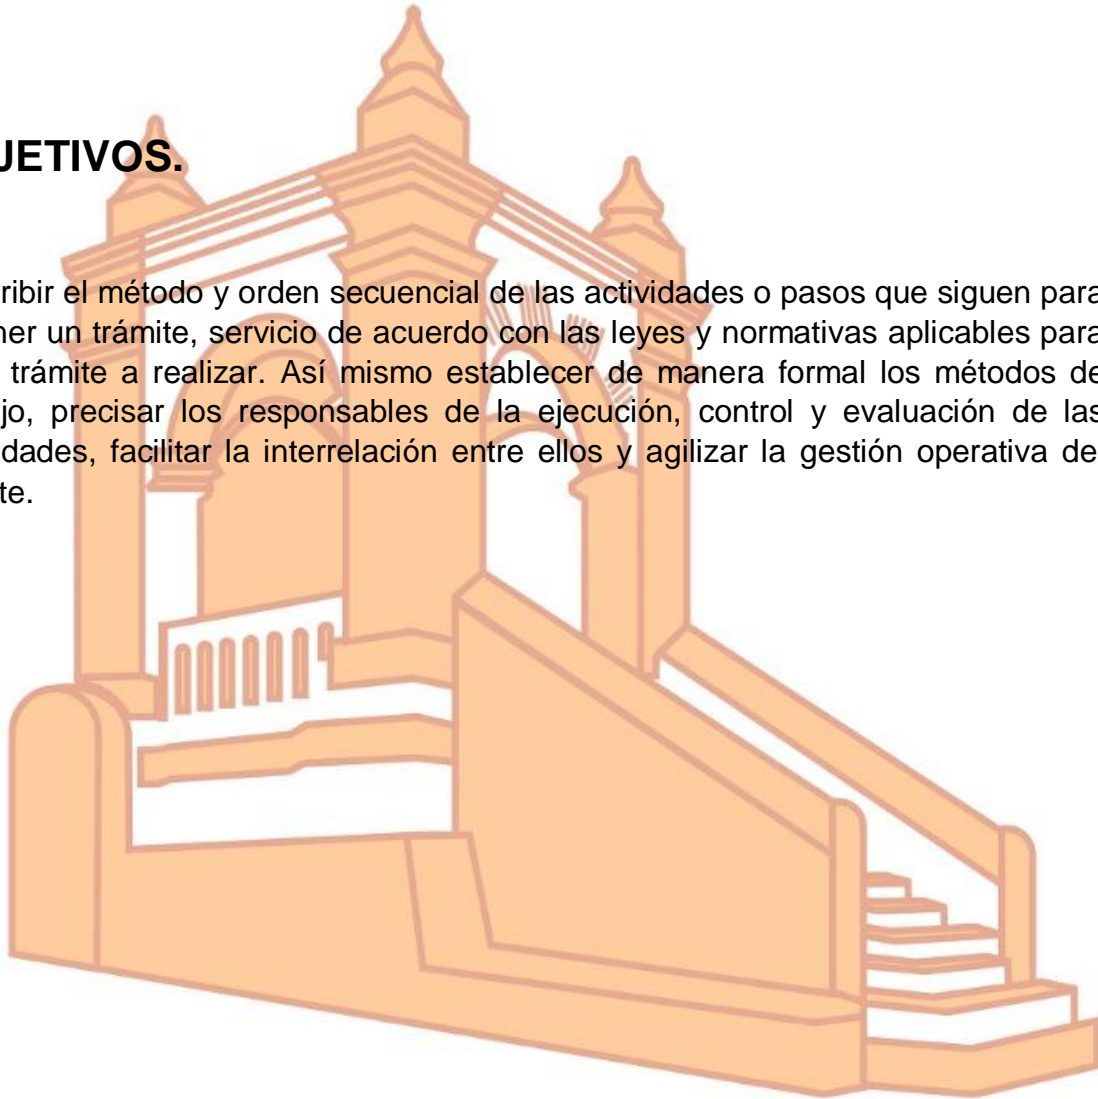 JETIVOS.
ribir el método y orden secuencial de las actividades o pasos que siguen para
ner un trámite, servicio de acuerdo con las leyes y normativas aplicables para
trámite a realizar. Así mismo establecer de manera formal los métodos de
jo, precisar los responsables de la ejecución, control y evaluación de las
dades, facilitar la interrelación entre ellos y agilizar la gestión operativa de
te.